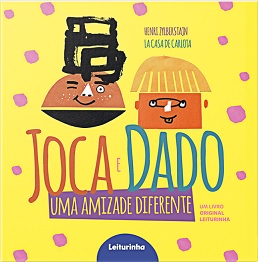 HENRI ZYLBERSTAJN
LA CASA DE CARLOTA
JOCA E DADO
UMA AMIZADE DIFERENTE
UM LIVRO
ORIGINAL
LEITURINHA
Leiturinha